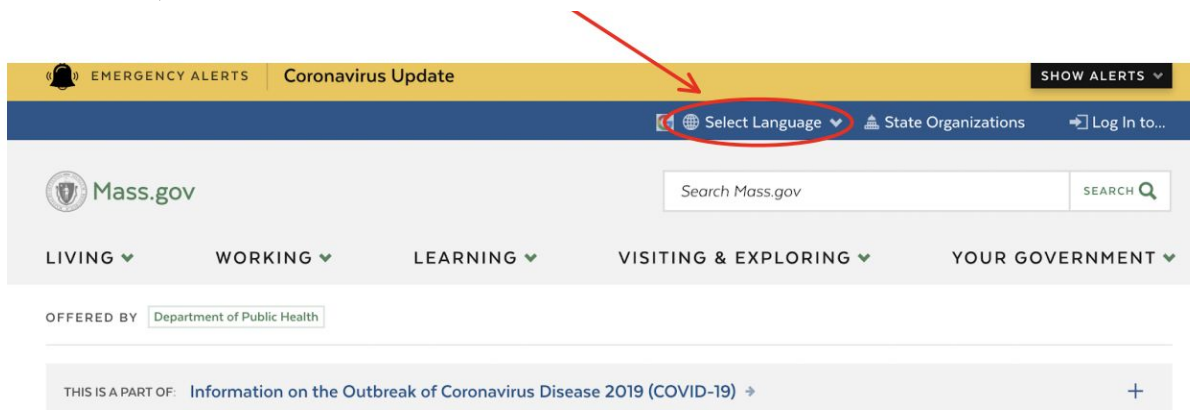 EMERGENCY ALERTS Coronavirus Update SHOW ALERTS
Select Language State Organizations Log In to...
Mass.gov Search Mass.gov SEARCH
LIVING WORKING LEARNING VISITING & EXPLORING YOUR GOVERNMENT
OFFERED BY Department of Public Health
THIS IS A PART OF: Information on the Outbreak of Coronavirus Disease 2019 (COVID-19)